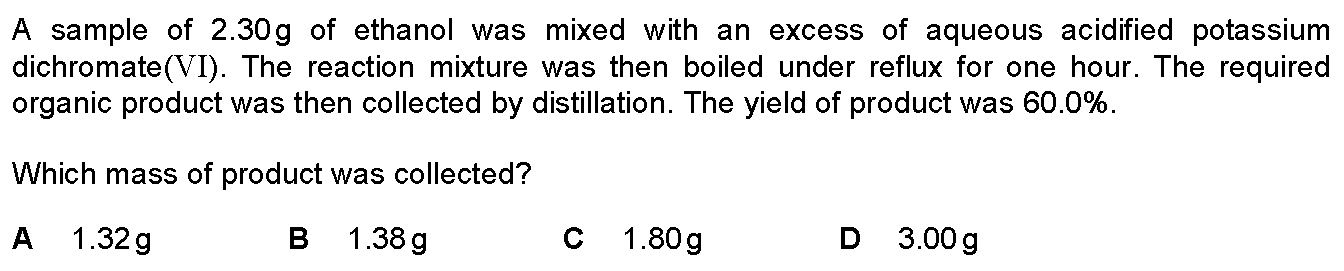 A sample of 2.30 g of ethanol was mixed with an excess of aqueous acidified potassium
dichromate(VI). The reaction mixture was then boiled under reflux for one hour. The required
organic product was then collected by distillation. The yield of product was 60.0%.
Which mass of product was collected?
A 1.32 g B 1.38 g C 1.80 g D 3.00 g